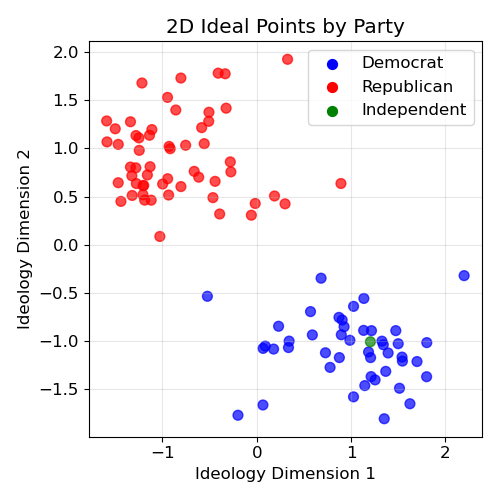 2D Ideal Points by Party
Democrat
Republican
Independent
2.0
1.5
1.0
0.5
0.0
−0.5
−1.0
−1.5
−1
0
1
2
Ideology Dimension 1
Ideology Dimension 2